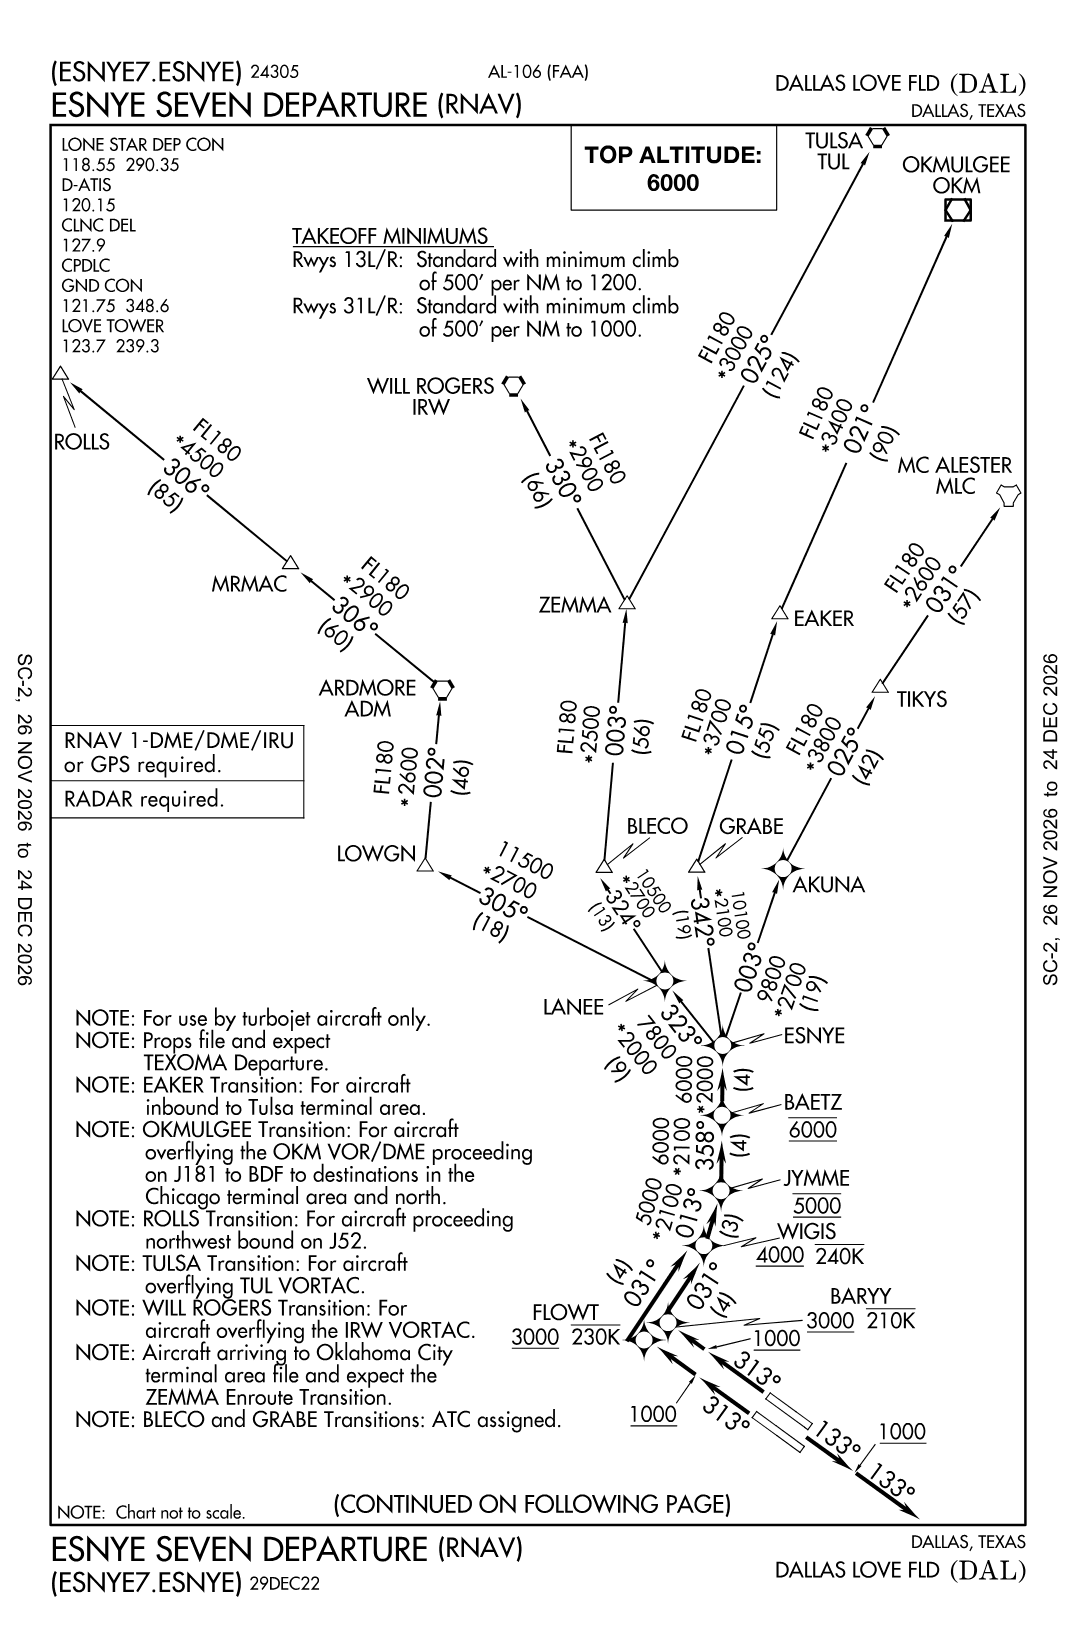 (ESNYE7.ESNYE) 24305
AL-106 (FAA)
DALLAS LOVE FLD (DAL)
ESNYE SEVEN DEPARTURE (RNAV)
DALLAS, TEXAS
LONE STAR DEP CON
118.55 290.35
D-ATIS
120.15
CLNC DEL
127.9
CPDLC
GND CON
121.75 348.6
LOVE TOWER
123.7 239.3
TOP ALTITUDE:
6000
TAKEOFF MINIMUMS
Rwys 13L/R: Standard with minimum climb
of 500' per NM to 1200.
Rwys 31L/R: Standard with minimum climb
of 500' per NM to 1000.
TULSA
TUL
OKMULGEE
OKM
FL180
*3000
025°
(124)
FL180
*3400
021°
(90)
WILL ROGERS
IRW
ROLLS
FL180
*4500
306°
(85)
FL180
*2900
330°
(66)
MC ALESTER
MLC
FL180
*2600
031°
(57)
MRMAC
FL180
*2900
306°
(60)
ZEMMA
EAKER
ARDMORE
ADM
TIKYS
FL180
*2600
002°
(46)
FL180
*2500
003°
(56)
FL180
*3700
015°
(55)
FL180
*3800
025°
(42)
RNAV 1-DME/DME/IRU
or GPS required.
RADAR required.
LOWGN
BLECO
GRABE
AKUNA
11500
*2700
305°
(18)
10500
*2700
324°
(13)
10100
*2100
342°
(19)
003°
9800
*2700
(19)
LANEE
323°
7800
*2000
(9)
ESNYE
6000
*2000
(4)
BAETZ
6000
6000
*2100
358°
(4)
JYMME
5000
5000
*2100
013°
(3)
WIGIS
4000 240K
(4)
031°
031°
(4)
FLOWT
3000 230K
BARYY
3000 210K
1000
313°
1000
313°
133°
1000
133°
NOTE: For use by turbojet aircraft only.
NOTE: Props file and expect
TEXOMA Departure.
NOTE: EAKER Transition: For aircraft
inbound to Tulsa terminal area.
NOTE: OKMULGEE Transition: For aircraft
overflying the OKM VOR/DME proceeding
on J181 to BDF to destinations in the
Chicago terminal area and north.
NOTE: ROLLS Transition: For aircraft proceeding
northwest bound on J52.
NOTE: TULSA Transition: For aircraft
overflying TUL VORTAC.
NOTE: WILL ROGERS Transition: For
aircraft overflying the IRW VORTAC.
NOTE: Aircraft arriving to Oklahoma City
terminal area file and expect the
ZEMMA Enroute Transition.
NOTE: BLECO and GRABE Transitions: ATC assigned.
NOTE: Chart not to scale.
(CONTINUED ON FOLLOWING PAGE)
SC-2, 26 NOV 2026 to 24 DEC 2026
SC-2, 26 NOV 2026 to 24 DEC 2026
ESNYE SEVEN DEPARTURE (RNAV)
DALLAS, TEXAS
(ESNYE7.ESNYE) 29DEC22
DALLAS LOVE FLD (DAL)